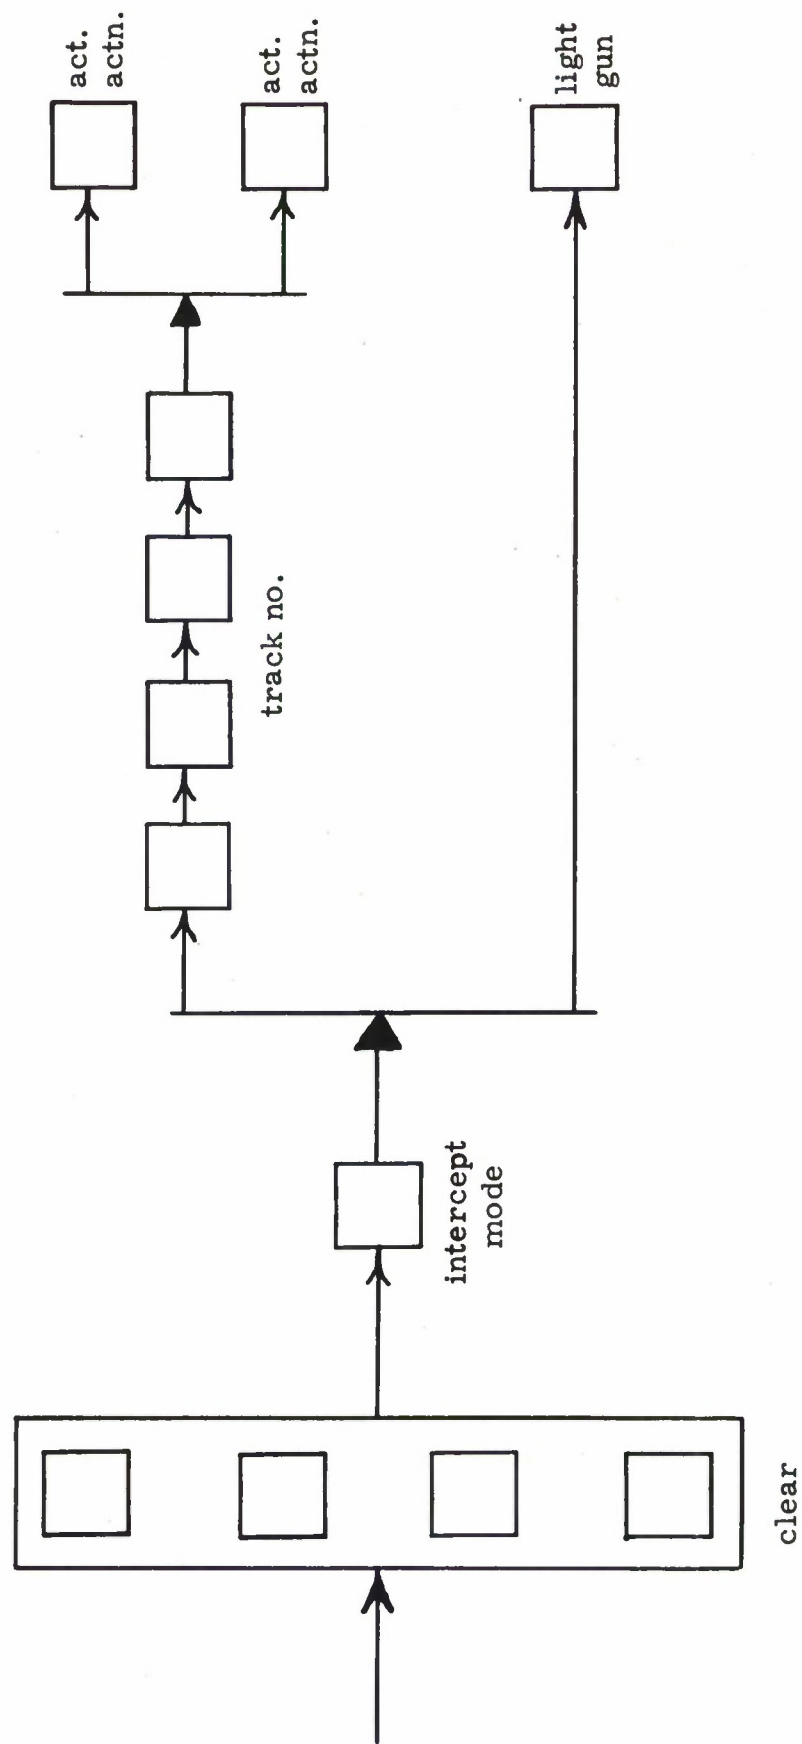 clear
intercept
mode
track no.
act.
actn.
act.
actn.
light
gun